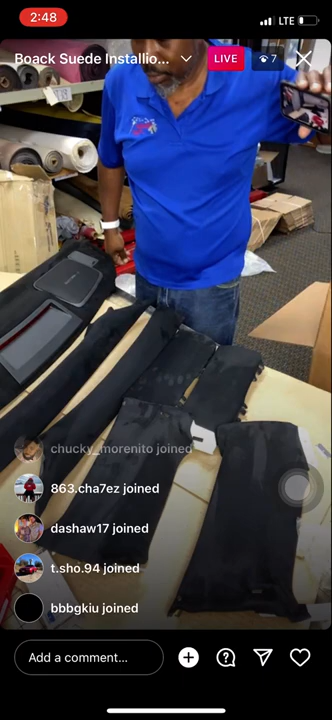 2:48
LTE
Boack Suede Installio...
LIVE
7
chucky_morenito joined
863.cha7ez joined
dashaw17 joined
t.sho.94 joined
bbbgkiu joined
Add a comment...